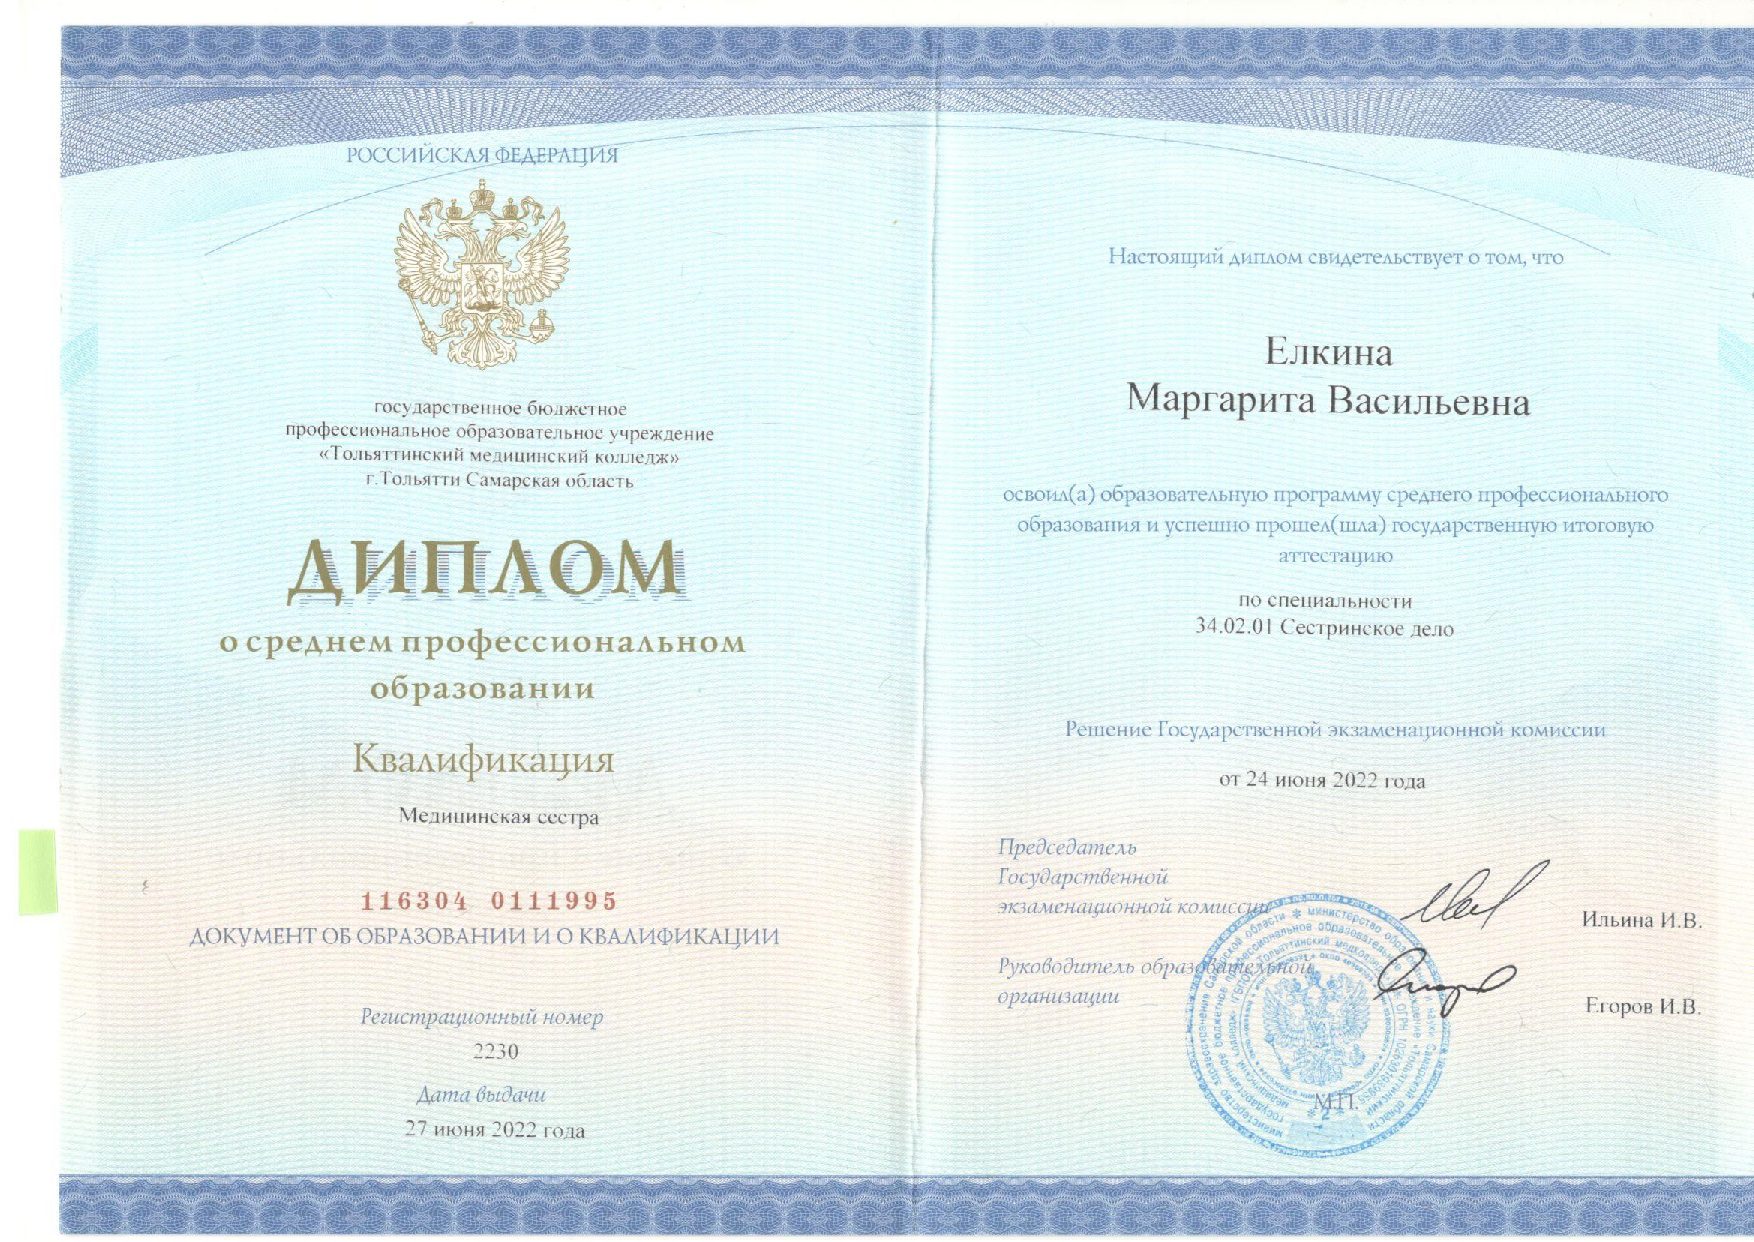 РОССИЙСКАЯ ФЕДЕРАЦИЯ
государственное бюджетное
профессиональное образовательное учреждение
«Тольяттинский медицинский колледж»
г.Тольятти Самарская область
ДИПЛОМ
о среднем профессиональном
образовании
Квалификация
Медицинская сестра
116304 0111995
ДОКУМЕНТ ОБ ОБРАЗОВАНИИ И О КВАЛИФИКАЦИИ
Регистрационный номер
2230
Дата выдачи
27 июня 2022 года
Настоящий диплом свидетельствует о том, что
Елкина
Маргарита Васильевна
освоил(а) образовательную программу среднего профессионального
образования и успешно прошел(шла) государственную итоговую
аттестацию
по специальности
34.02.01 Сестринское дело
Решение Государственной экзаменационной комиссии
от 24 июня 2022 года
Председатель
Государственной
экзаменационной комиссии
Ильина И.В.
Руководитель образовательной
организации
Егоров И.В.
М.П.